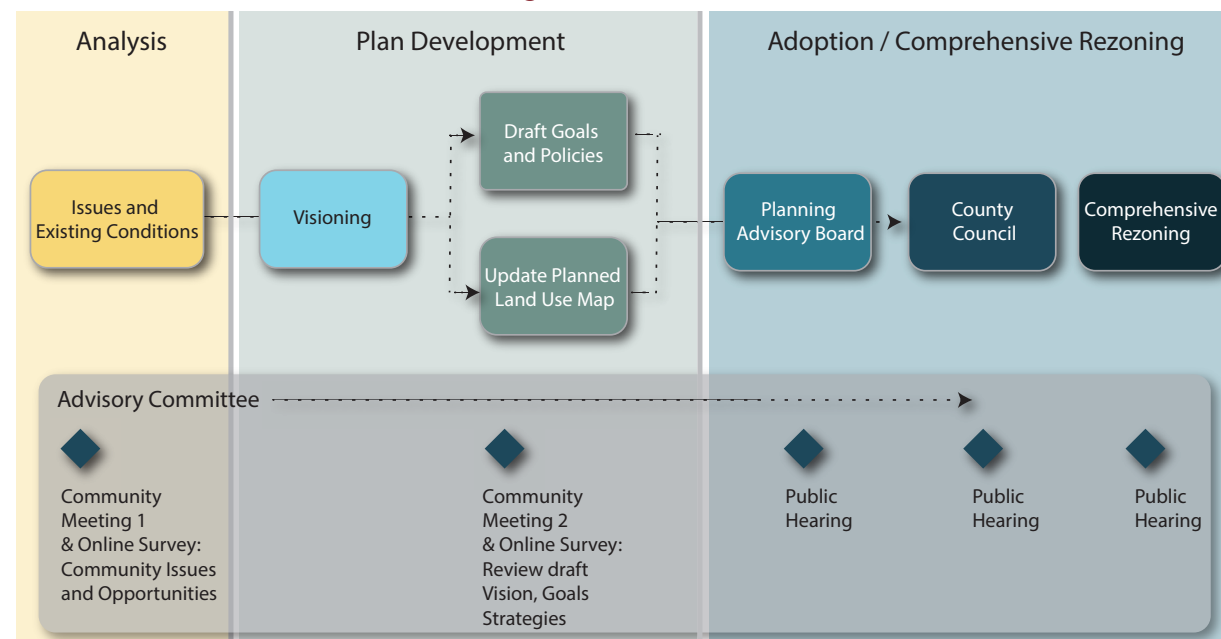 Analysis
Plan Development
Adoption / Comprehensive Rezoning
Issues and
Existing Conditions
Visioning
Draft Goals
and Policies
Update Planned
Land Use Map
Planning
Advisory Board
County
Council
Comprehensive
Rezoning
Advisory Committee
Community
Meeting 1
& Online Survey:
Community Issues
and Opportunities
Community
Meeting 2
& Online Survey:
Review draft
Vision, Goals
Strategies
Public
Hearing
Public
Hearing
Public
Hearing